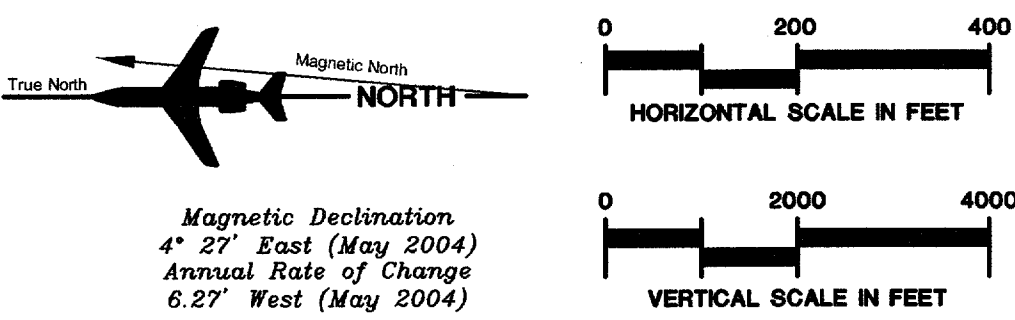 True North
Magnetic North
NORTH
Magnetic Declination
4° 27' East (May 2004)
Annual Rate of Change
6.27' West (May 2004)
0 200 400
HORIZONTAL SCALE IN FEET
0 2000 4000
VERTICAL SCALE IN FEET